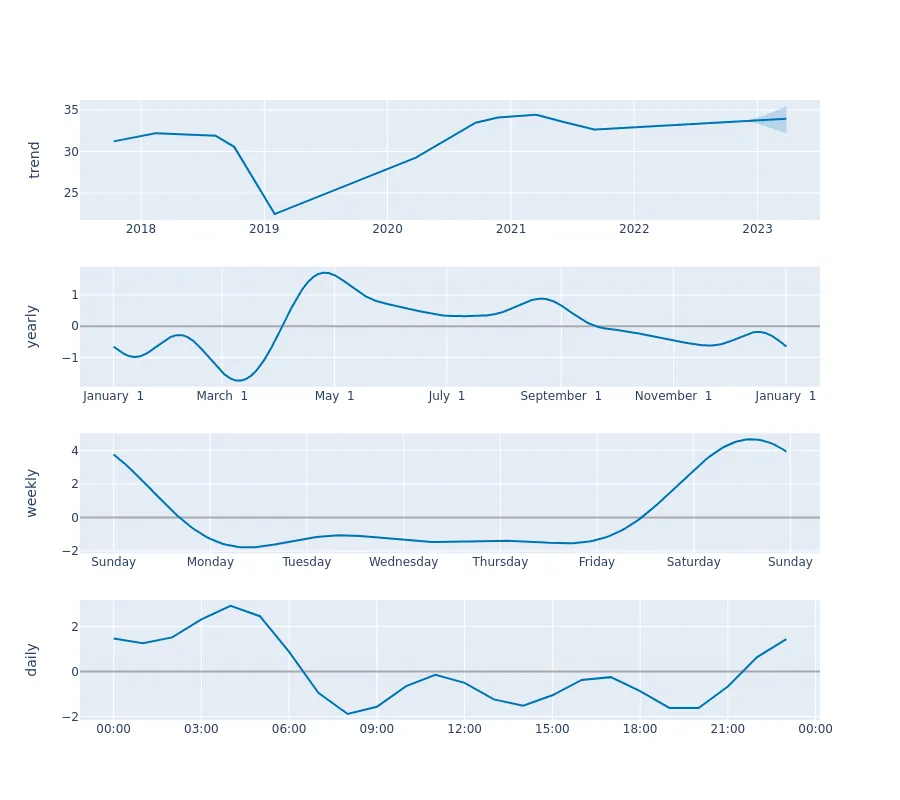 trend
35
30
25
2018 2019 2020 2021 2022 2023
yearly
1
0
−1
January 1 March 1 May 1 July 1 September 1 November 1 January 1
weekly
4
2
0
−2
Sunday Monday Tuesday Wednesday Thursday Friday Saturday Sunday
daily
2
0
−2
00:00 03:00 06:00 09:00 12:00 15:00 18:00 21:00 00:00